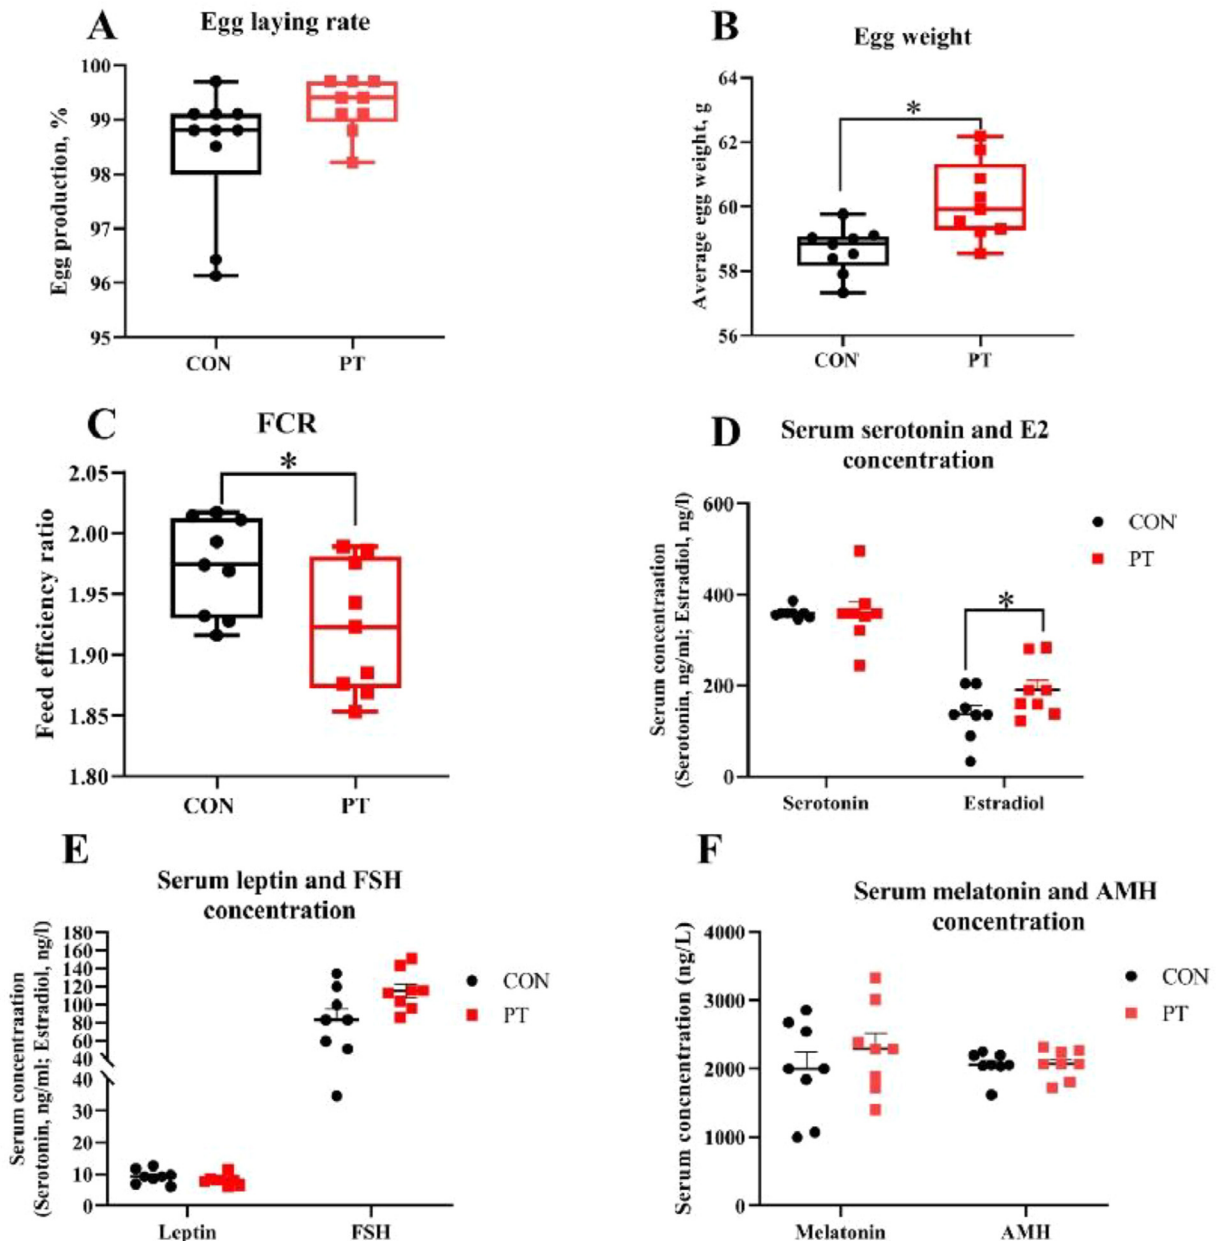 A
Egg laying rate
Egg production, %
100
99
98
97
96
95
CON
PT
B
Egg weight
Average egg weight, g
64
62
60
58
56
*
CON'
PT
C
FCR
Feed efficiency ratio
2.05
2.00
1.95
1.90
1.85
1.80
*
CON
PT
D
Serum serotonin and E2
concentration
Serum concentraation
(Serotonin, ng/ml; Estradiol, ng/l)
600
400
200
0
*
CON'
PT
Serotonin
Estradiol
E
Serum leptin and FSH
concentration
Serum concentraation
(Serotonin, ng/ml; Estradiol, ng/l)
180
160
140
120
100
80
60
40
40
30
20
10
0
CON
PT
Leptin
FSH
F
Serum melatonin and AMH
concentration
Serum concnentration (ng/L)
4000
3000
2000
1000
0
CON
PT
Melatonin
AMH